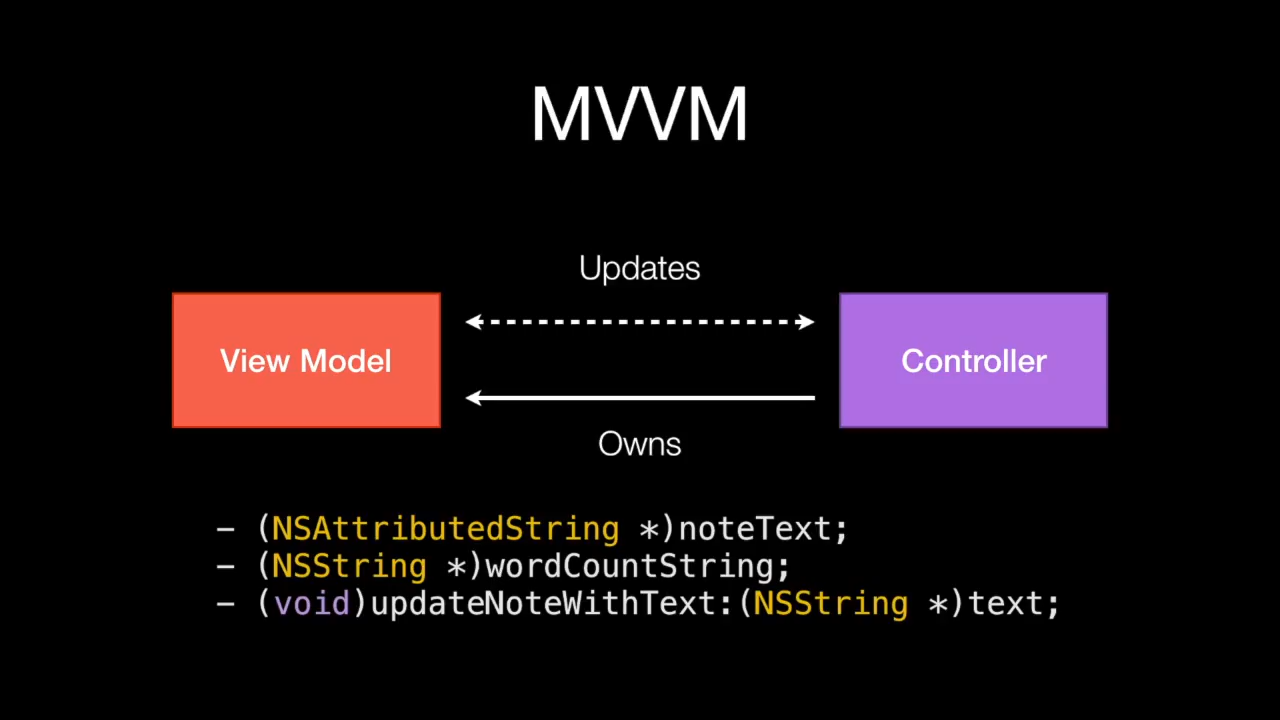 MVVM
Updates
View Model
Controller
Owns
- (NSAttributedString *)noteText;
- (NSString *)wordCountString;
- (void)updateNoteWithText:(NSString *)text;